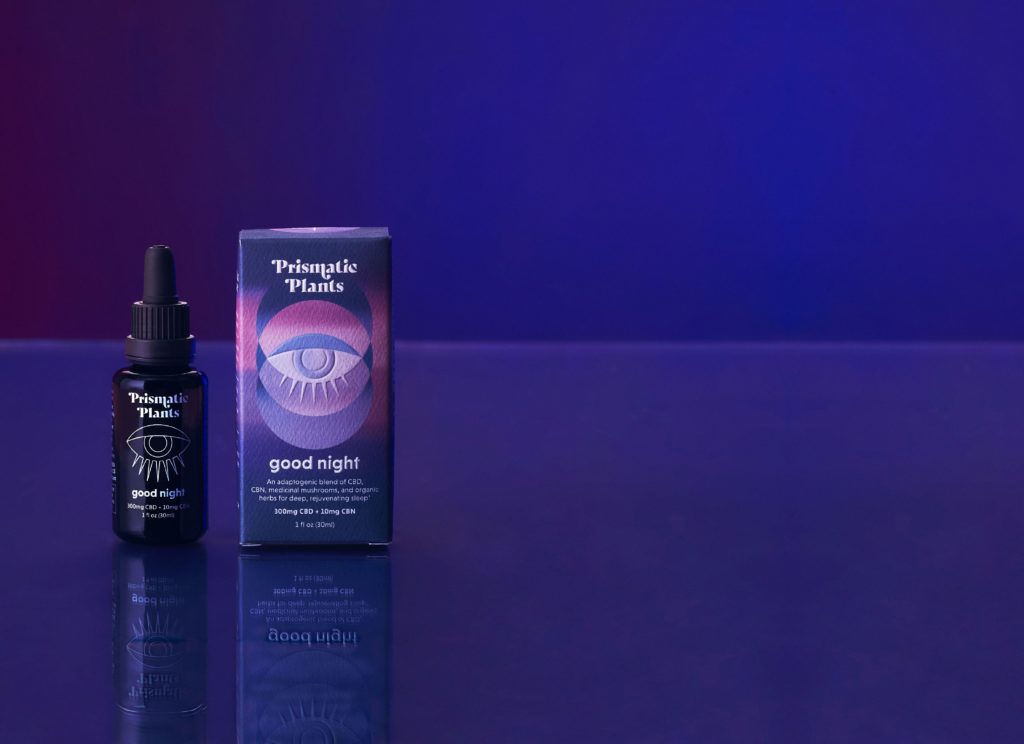 Prismatic
Plants
good night
300mg CBD + 10mg CBN
1 fl oz (30ml)
Prismatic
Plants
good night
An adaptogenic blend of CBD,
CBN, medicinal mushrooms, and organic
herbs for deep, rejuvenating sleep*
300mg CBD + 10mg CBN
1 fl oz (30ml)